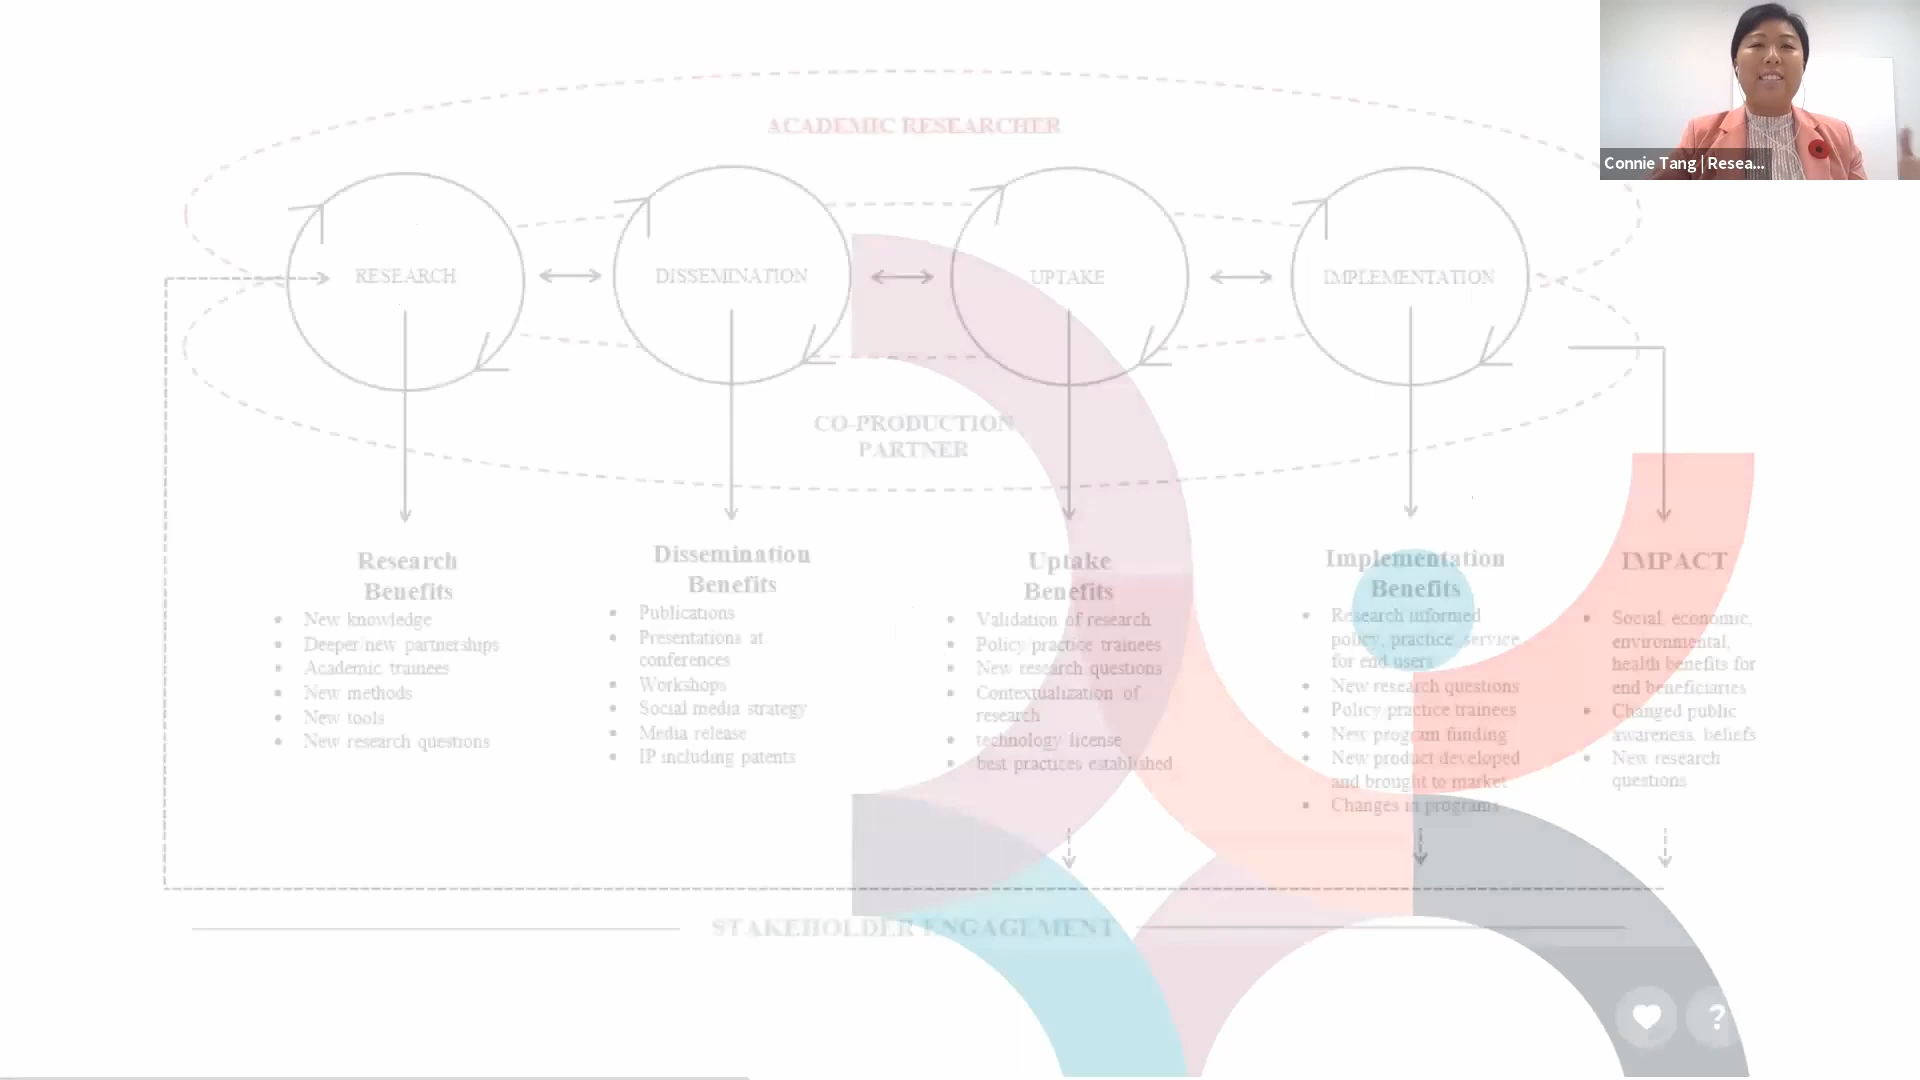 ACADEMIC RESEARCHER
RESEARCH
DISSEMINATION
UPTAKE
IMPLEMENTATION
CO-PRODUCTION
PARTNER
Research
Benefits
New knowledge
Deeper/new partnerships
Academic trainees
New methods
New tools
New research questions
Dissemination
Benefits
Publications
Presentations at
conferences
Workshops
Social media strategy
Media release
IP including patents
Uptake
Benefits
Validation of research
Policy/practice trainees
New research questions
Contextualization of
research
technology license
best practices established
Implementation
Benefits
Research informed
policy, practice, service
for end users
New research questions
Policy/practice trainees
New program funding
New product developed
and brought to market
Changes in programs
IMPACT
Social, economic,
environmental,
health benefits for
end beneficiaries
Changed public
awareness, beliefs
New research
questions
STAKEHOLDER ENGAGEMENT
Connie Tang | Resea...
?